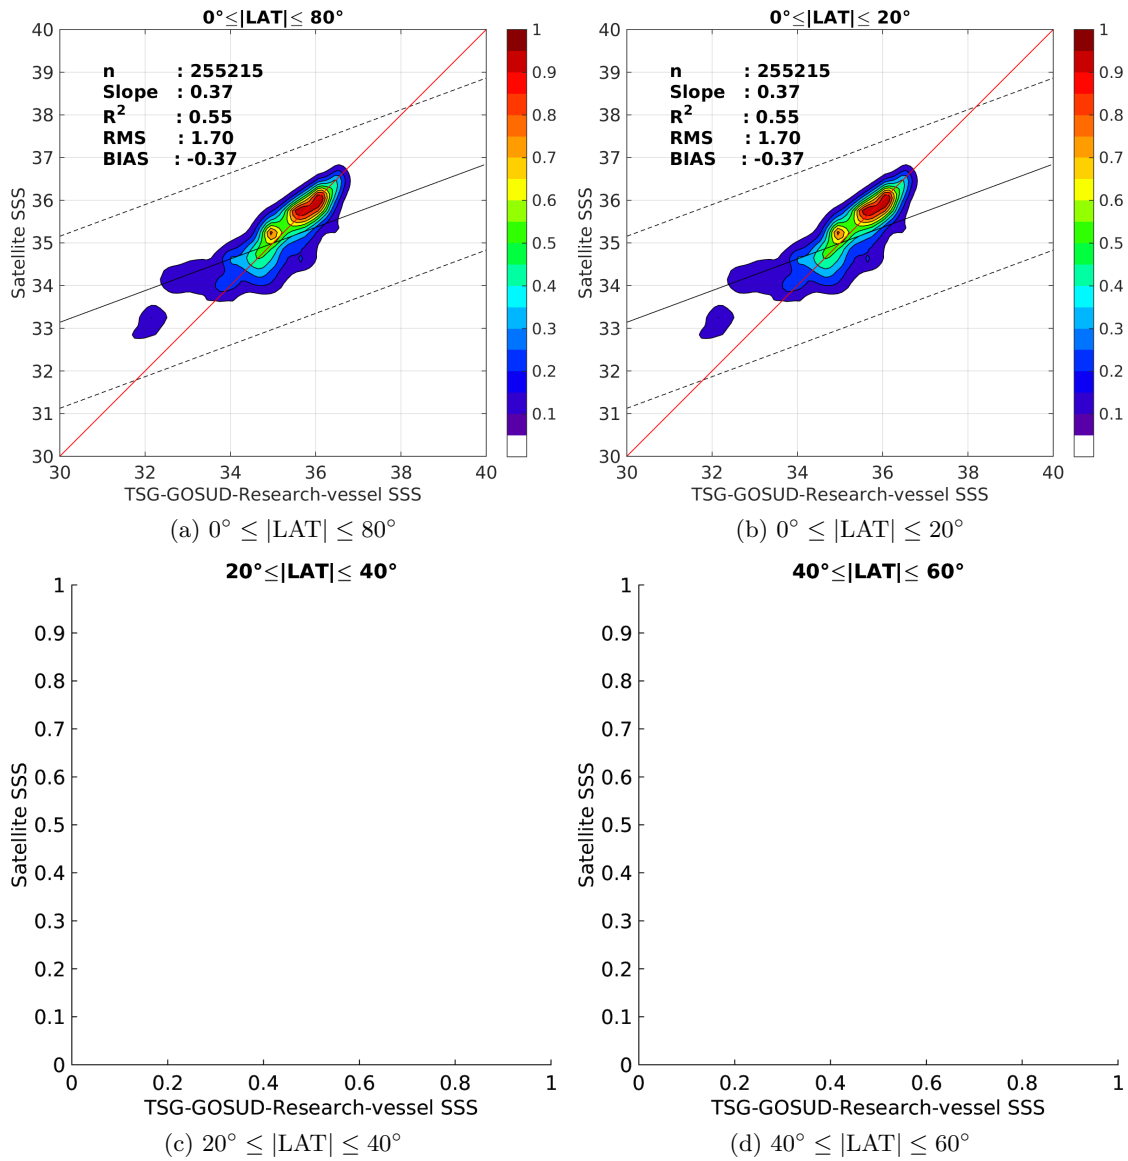 0°≤|LAT|≤ 80°
40
39
38
37
36
35
34
33
32
31
30
Satellite SSS
n : 255215
Slope : 0.37
R² : 0.55
RMS : 1.70
BIAS : -0.37
30 32 34 36 38 40
TSG-GOSUD-Research-vessel SSS
1
0.9
0.8
0.7
0.6
0.5
0.4
0.3
0.2
0.1
(a) 0° ≤ |LAT| ≤ 80°
0°≤|LAT|≤ 20°
40
39
38
37
36
35
34
33
32
31
30
Satellite SSS
n : 255215
Slope : 0.37
R² : 0.55
RMS : 1.70
BIAS : -0.37
30 32 34 36 38 40
TSG-GOSUD-Research-vessel SSS
1
0.9
0.8
0.7
0.6
0.5
0.4
0.3
0.2
0.1
(b) 0° ≤ |LAT| ≤ 20°
20°≤|LAT|≤ 40°
1
0.9
0.8
0.7
0.6
0.5
0.4
0.3
0.2
0.1
0
Satellite SSS
0 0.2 0.4 0.6 0.8 1
TSG-GOSUD-Research-vessel SSS
(c) 20° ≤ |LAT| ≤ 40°
40°≤|LAT|≤ 60°
1
0.9
0.8
0.7
0.6
0.5
0.4
0.3
0.2
0.1
0
Satellite SSS
0 0.2 0.4 0.6 0.8 1
TSG-GOSUD-Research-vessel SSS
(d) 40° ≤ |LAT| ≤ 60°